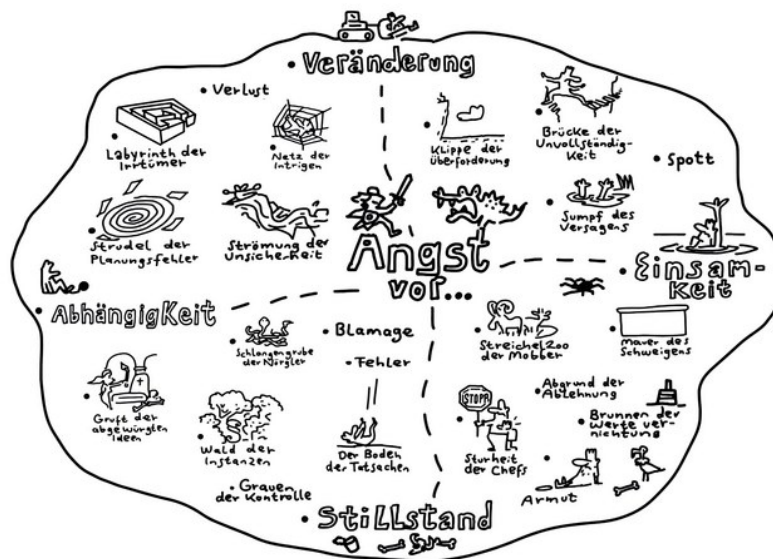 • Veränderung
• Verlust
• Labyrinth der
Irrtümer
• Netz der
Intrigen
• Klippe der
Überforderung
• Brücke der
Unvollständig-
keit
• Spott
• Strudel der
Planungsfehler
• Strömung der
Unsicherheit
• Sumpf des
Versagens
Angst
vor...
• Einsam-
keit
• Abhängigkeit
• Schlangengrube
der Nörgler
• Blamage
• Fehler
• Streichelzoo
der Mobber
• Mauer des
Schweigens
• Gruft der
abgewürgten
Ideen
• Wald der
Instanzen
• Der Boden
der Tatsachen
STOPP
• Sturheit
der Chefs
• Abgrund der
Ablehnung
• Brunnen der
Werte ver-
nichtung
• Armut
• Grauen
der Kontrolle
• Stillstand